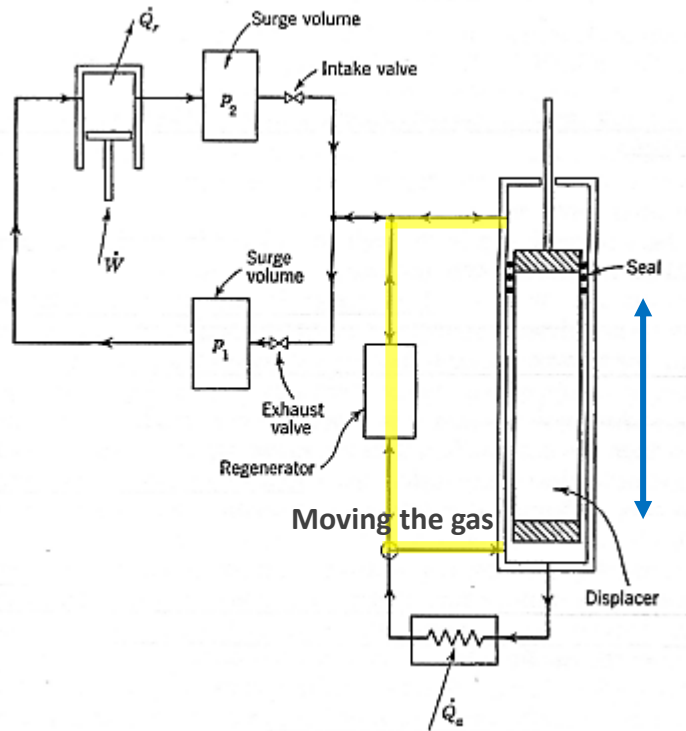 Q̇r
Surge volume
Intake valve
P2
Ẇ
Surge
volume
P1
Exhaust
valve
Seal
Regenerator
Moving the gas
Displacer
Q̇a